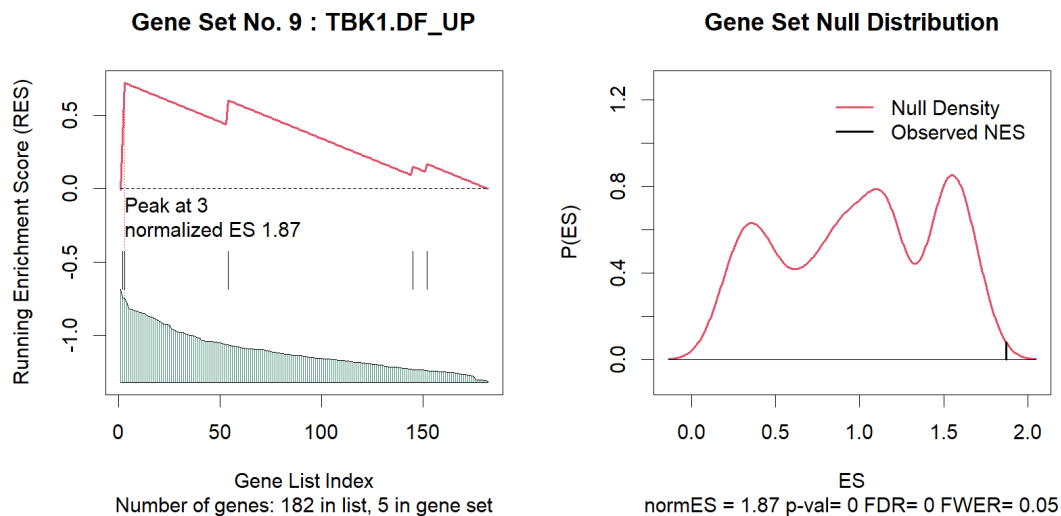 Gene Set No. 9 : TBK1.DF_UP
Running Enrichment Score (RES)
0.5
0.0
-0.5
-1.0
Peak at 3
normalized ES 1.87
0
50
100
150
Gene List Index
Number of genes: 182 in list, 5 in gene set
Gene Set Null Distribution
P(ES)
1.2
0.8
0.4
0.0
Null Density
Observed NES
0.0
0.5
1.0
1.5
2.0
ES
normES = 1.87 p-val= 0 FDR= 0 FWER= 0.05